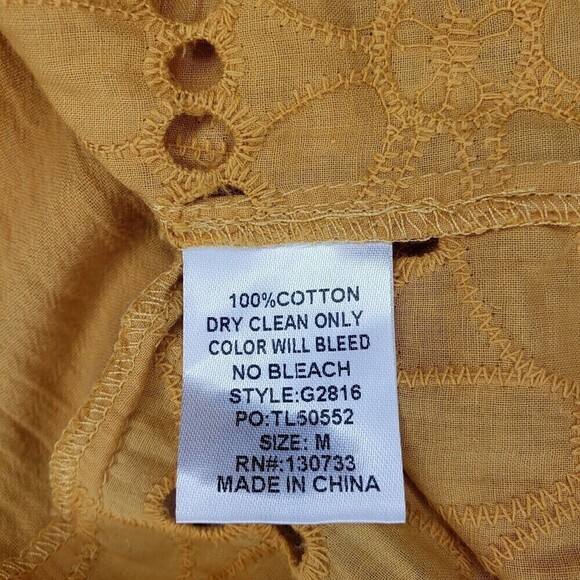 100%COTTON
DRY CLEAN ONLY
COLOR WILL BLEED
NO BLEACH
STYLE:G2816
PO:TL60552
SIZE: M
RN#:130733
MADE IN CHINA